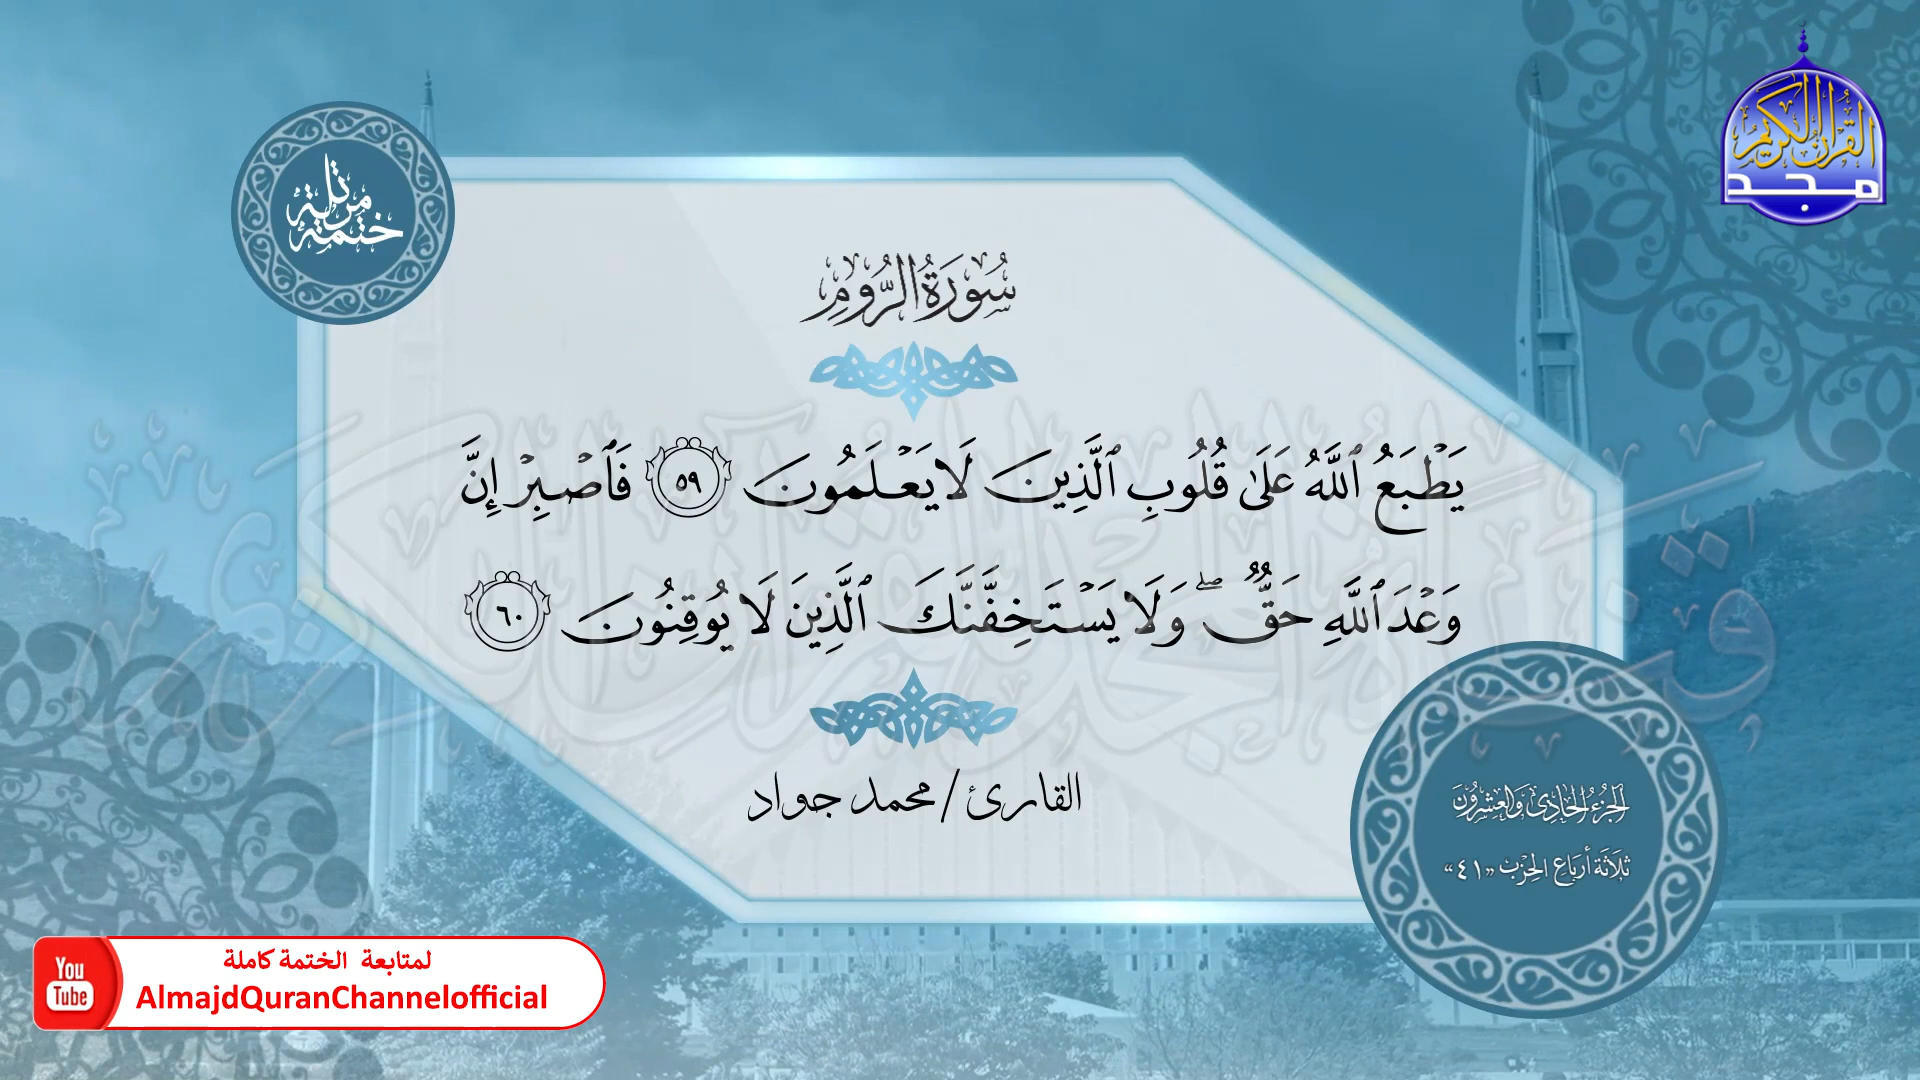 القرآن الكريم
مجد
ختمة مرتلة
سُورَةُ الرُّومِ
يَطْبَعُ ٱللَّهُ عَلَىٰ قُلُوبِ ٱلَّذِينَ لَا يَعْلَمُونَ ٥٩ فَٱصْبِرْ إِنَّ
وَعْدَ ٱللَّهِ حَقٌّ ۖ وَلَا يَسْتَخِفَّنَّكَ ٱلَّذِينَ لَا يُوقِنُونَ ٦٠
القارئ / محمد جواد
الجزء الحادي والعشرون
ثلاثة أرباع الحزب «٤١»
You
Tube
لمتابعة الختمة كاملة
AlmajdQuranChannelofficial